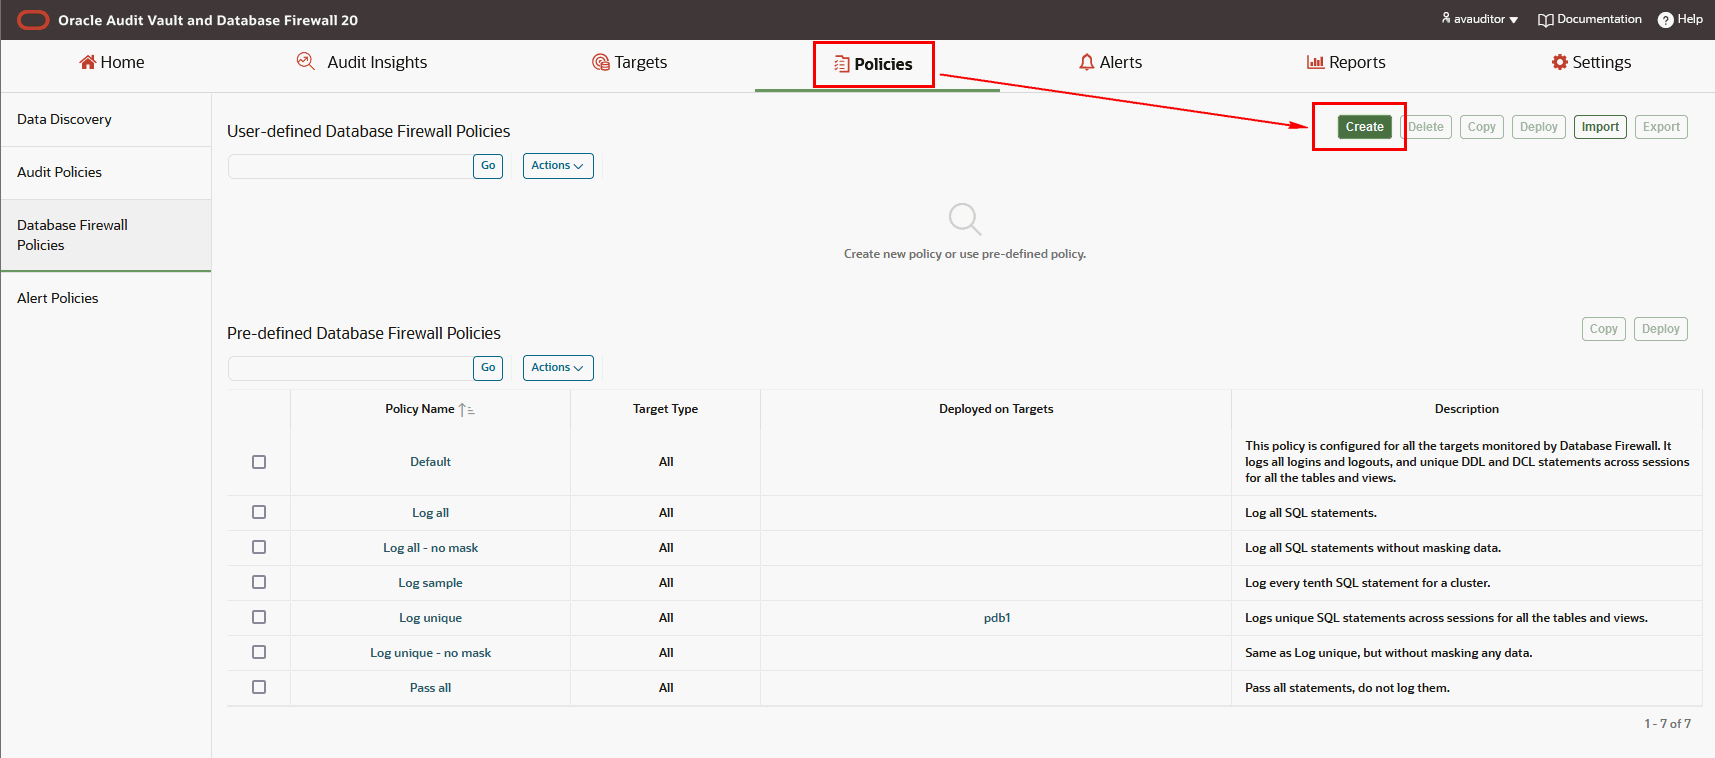 Oracle Audit Vault and Database Firewall 20
avauditor
Documentation
? Help
Home
Audit Insights
Targets
Policies
Alerts
Reports
Settings
Data Discovery
Audit Policies
Database Firewall
Policies
Alert Policies
User-defined Database Firewall Policies
Create
Delete
Copy
Deploy
Import
Export
Go
Actions
Create new policy or use pre-defined policy.
Pre-defined Database Firewall Policies
Copy
Deploy
Go
Actions
Policy Name
Target Type
Deployed on Targets
Description
Default
All
This policy is configured for all the targets monitored by Database Firewall. It
logs all logins and logouts, and unique DDL and DCL statements across sessions
for all the tables and views.
Log all
All
Log all SQL statements.
Log all - no mask
All
Log all SQL statements without masking data.
Log sample
All
Log every tenth SQL statement for a cluster.
Log unique
All
pdb1
Logs unique SQL statements across sessions for all the tables and views.
Log unique - no mask
All
Same as Log unique, but without masking any data.
Pass all
All
Pass all statements, do not log them.
1 - 7 of 7